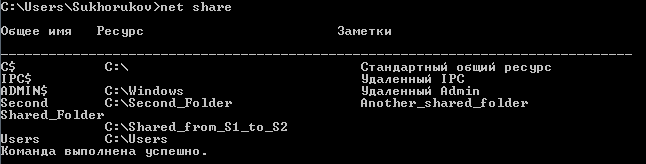 C:\Users\Sukhorukov>net share
Общее имя Ресурс Заметки
-------------------------------------------------------------------------------
C$ C:\ Стандартный общий ресурс
IPC$ Удаленный IPC
ADMIN$ C:\Windows Удаленный Admin
Second C:\Second_Folder Another_shared_folder
Shared_Folder
C:\Shared_from_S1_to_S2
Users C:\Users
Команда выполнена успешно.